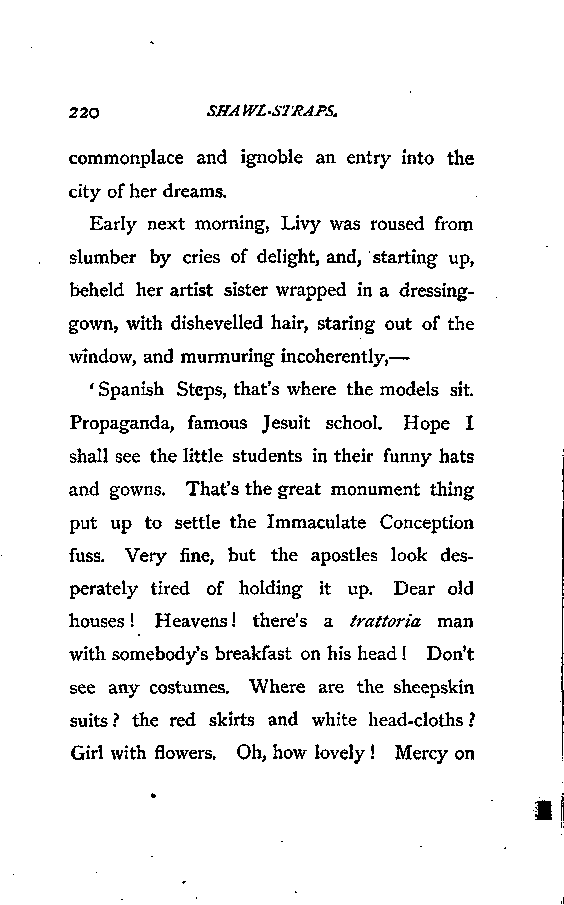 220 SHAWL-STRAPS.
commonplace and ignoble an entry into the
city of her dreams.
Early next morning, Livy was roused from
slumber by cries of delight, and, starting up,
beheld her artist sister wrapped in a dressing-
gown, with dishevelled hair, staring out of the
window, and murmuring incoherently,—
‘Spanish Steps, that's where the models sit.
Propaganda, famous Jesuit school. Hope I
shall see the little students in their funny hats
and gowns. That's the great monument thing
put up to settle the Immaculate Conception
fuss. Very fine, but the apostles look des-
perately tired of holding it up. Dear old
houses! Heavens! there's a trattoria man
with somebody's breakfast on his head! Don't
see any costumes. Where are the sheepskin
suits? the red skirts and white head-cloths?
Girl with flowers. Oh, how lovely! Mercy on